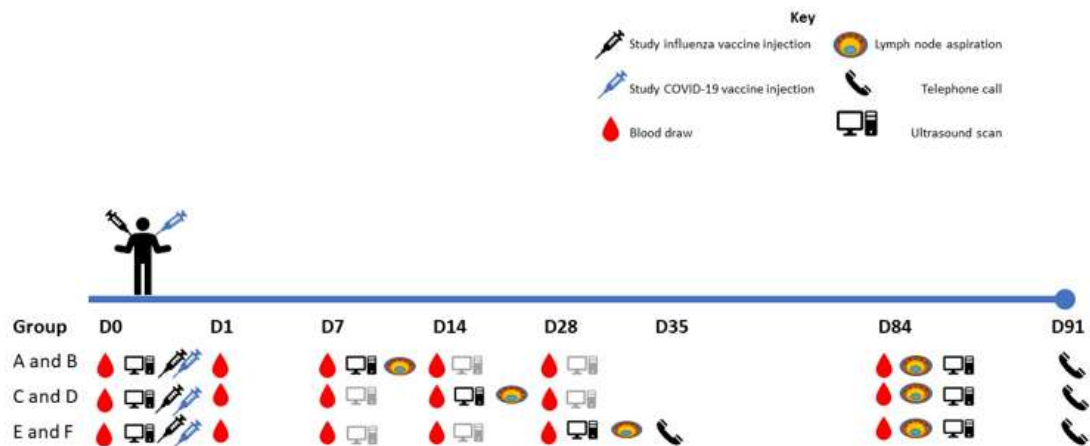 Key
Study influenza vaccine injection Lymph node aspiration
Study COVID-19 vaccine injection Telephone call
Blood draw Ultrasound scan
Group D0 D1 D7 D14 D28 D35 D84 D91
A and B
C and D
E and F